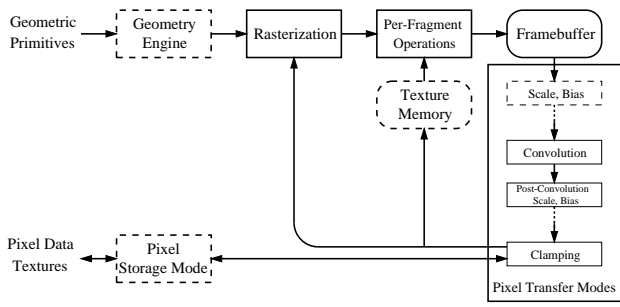 Geometric
Primitives
Geometry
Engine
Rasterization
Per-Fragment
Operations
Framebuffer
Texture
Memory
Scale, Bias
Convolution
Post-Convolution
Scale, Bias
Clamping
Pixel Transfer Modes
Pixel Data
Textures
Pixel
Storage Mode